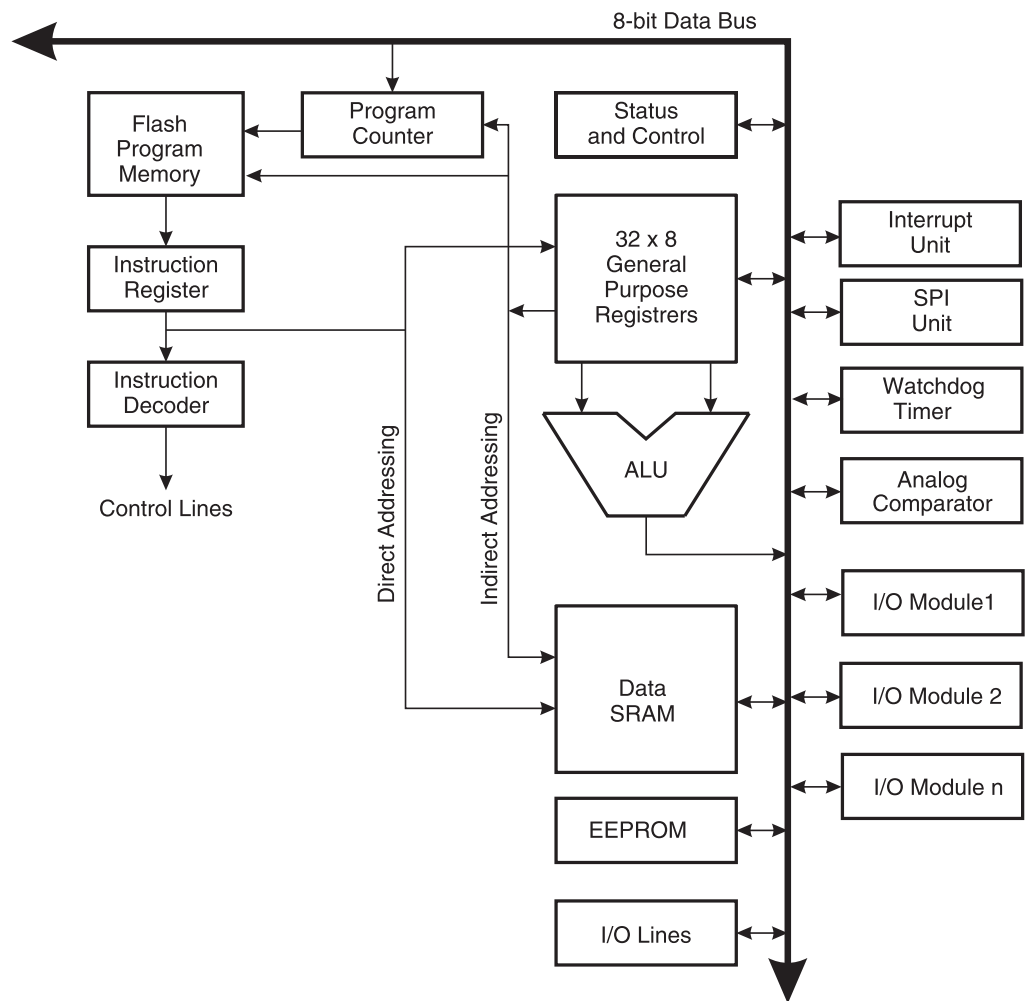 8-bit Data Bus
Flash
Program
Memory
Program
Counter
Status
and Control
Instruction
Register
32 x 8
General
Purpose
Registrers
Interrupt
Unit
SPI
Unit
Instruction
Decoder
Watchdog
Timer
Control Lines
Direct Addressing
Indirect Addressing
ALU
Analog
Comparator
I/O Module1
Data
SRAM
I/O Module 2
I/O Module n
EEPROM
I/O Lines